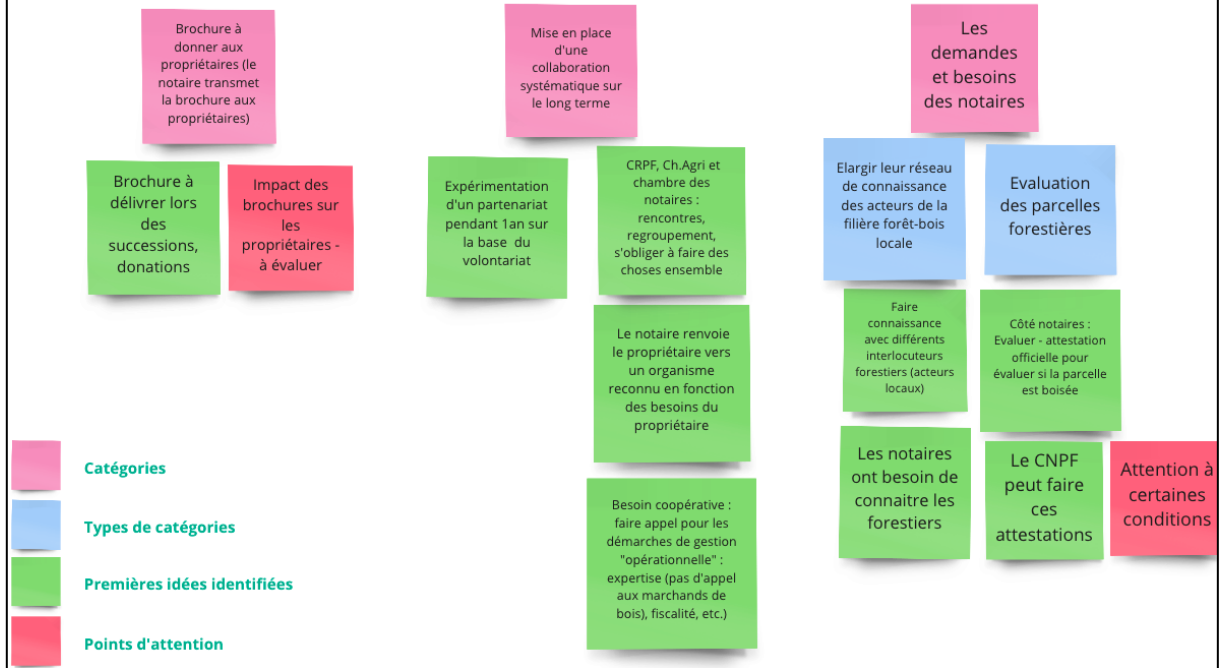 Brochure à
donner aux
propriétaires (le
notaire transmet
la brochure aux
propriétaires)
Brochure à
délivrer lors
des
successions,
donations
Impact des
brochures sur
les
propriétaires -
à évaluer
Mise en place
d'une
collaboration
systématique sur
le long terme
Expérimentation
d'un partenariat
pendant 1an sur
la base du
volontariat
CRPF, Ch.Agri et
chambre des
notaires :
rencontres,
regroupement,
s'obliger à faire des
choses ensemble
Le notaire renvoie
le propriétaire vers
un organisme
reconnu en fonction
des besoins du
propriétaire
Besoin coopérative :
faire appel pour les
démarches de gestion
"opérationnelle" :
expertise (pas d'appel
aux marchands de
bois), fiscalité, etc.)
Les
demandes
et besoins
des notaires
Elargir leur réseau
de connaissance
des acteurs de la
filière forêt-bois
locale
Evaluation
des parcelles
forestières
Faire
connaissance
avec différents
interlocuteurs
forestiers (acteurs
locaux)
Côté notaires :
Evaluer - attestation
officielle pour
évaluer si la parcelle
est boisée
Les notaires
ont besoin de
connaitre les
forestiers
Le CNPF
peut faire
ces
attestations
Attention à
certaines
conditions
Catégories
Types de catégories
Premières idées identifiées
Points d'attention